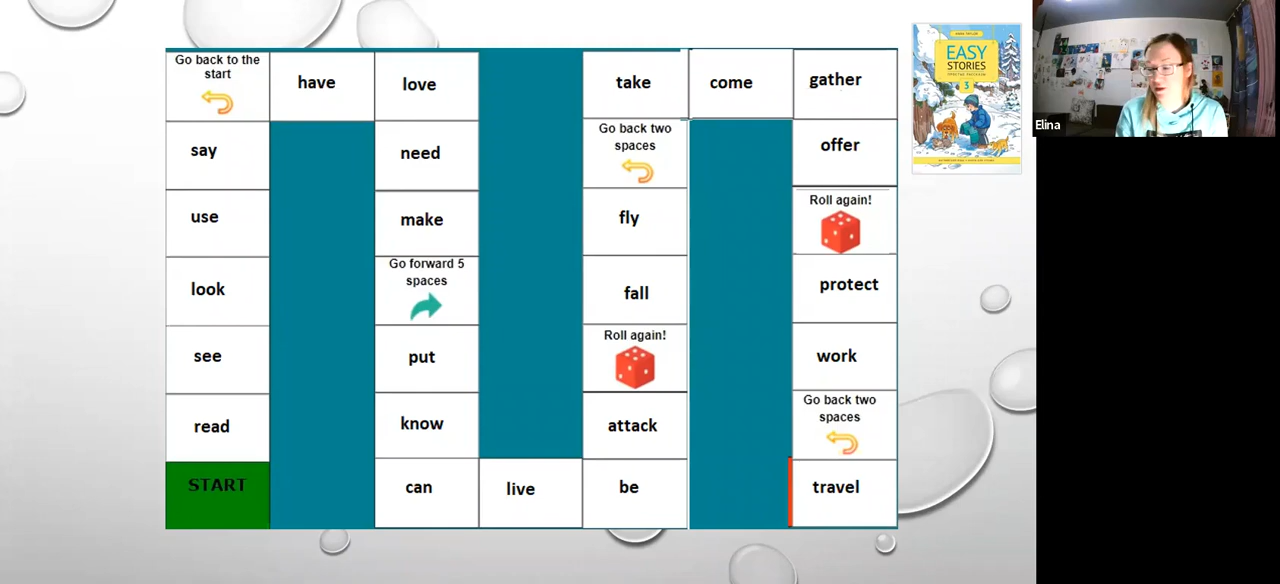 Go back to the
start
have
love
take
come
gather
say
need
Go back two
spaces
offer
use
make
fly
Roll again!
look
Go forward 5
spaces
fall
protect
see
put
Roll again!
work
read
know
attack
Go back two
spaces
START
can
live
be
travel
EASY
STORIES
3
Elina